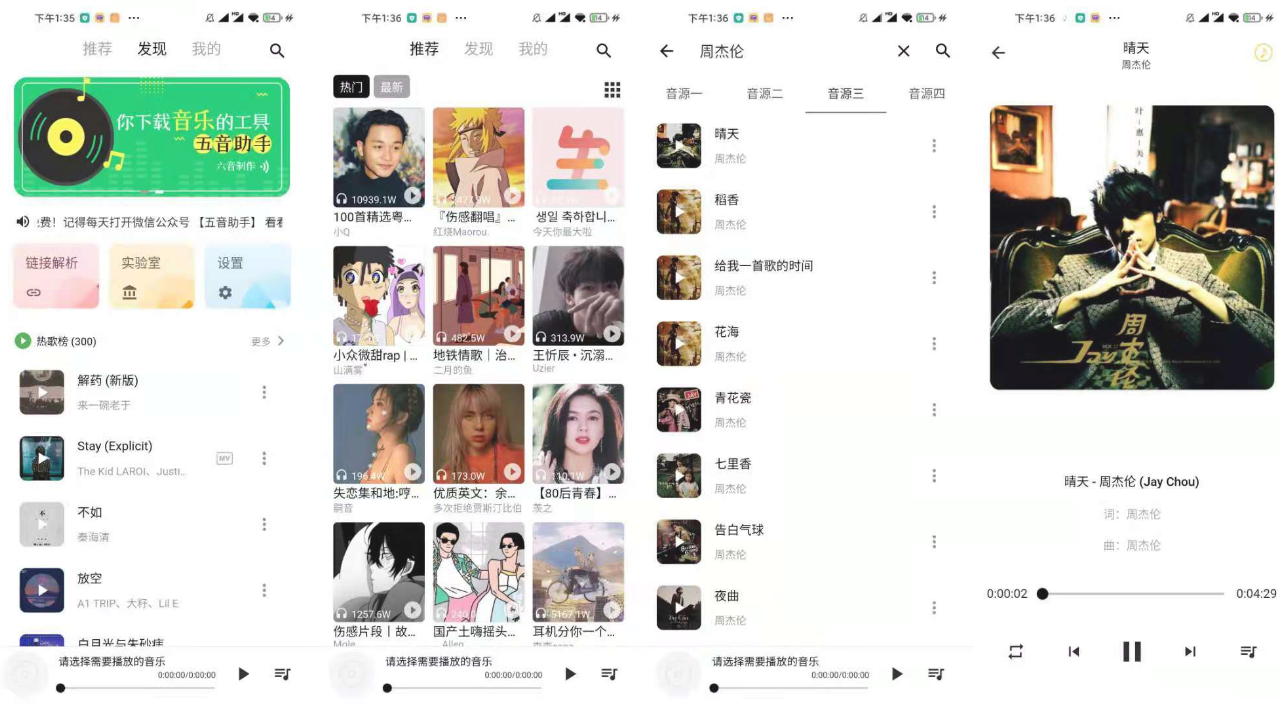 下午1:35
84
推荐
发现
我的
你下载音乐的工具
五音助手
六音制作
费！记得每天打开微信公众号 【五音助手】 看看
链接解析
实验室
设置
热歌榜 (300)
更多
解药 (新版)
来一碗老于
Stay (Explicit)
The Kid LAROI、Justi...
MV
不如
秦海清
放空
A1 TRIP、大籽、Lil E
白月光与朱砂痣
请选择需要播放的音乐
0:00:00/0:00:00
下午1:36
推荐
发现
我的
热门
最新
10939.1W
100首精选粤...
小Q
『伤感翻唱』...
红烧Maorou.
생일 축하합니...
今天你最大啦
小众微甜rap | ...
山满雾
482.5W
地铁情歌｜治...
二月的鱼
313.9W
王忻辰·沉溺...
Uzier
196.4W
失恋集和地:哼...
嗣音
173.0W
优质英文：余...
多次拒绝贾斯汀比伯
110.1W
【80后青春】...
茨之
1257.6W
伤感片段丨故...
国产土嗨摇头...
Allen
5167.1W
耳机分你一个...
请选择需要播放的音乐
0:00:00/0:00:00
下午1:36
周杰伦
音源一
音源二
音源三
音源四
晴天
周杰伦
稻香
周杰伦
给我一首歌的时间
周杰伦
花海
周杰伦
青花瓷
周杰伦
七里香
周杰伦
告白气球
周杰伦
夜曲
周杰伦
请选择需要播放的音乐
0:00:00/0:00:00
下午1:36
晴天
周杰伦
叶惠美
周杰伦
Jay
晴天 - 周杰伦 (Jay Chou)
词：周杰伦
曲：周杰伦
0:00:02
0:04:29